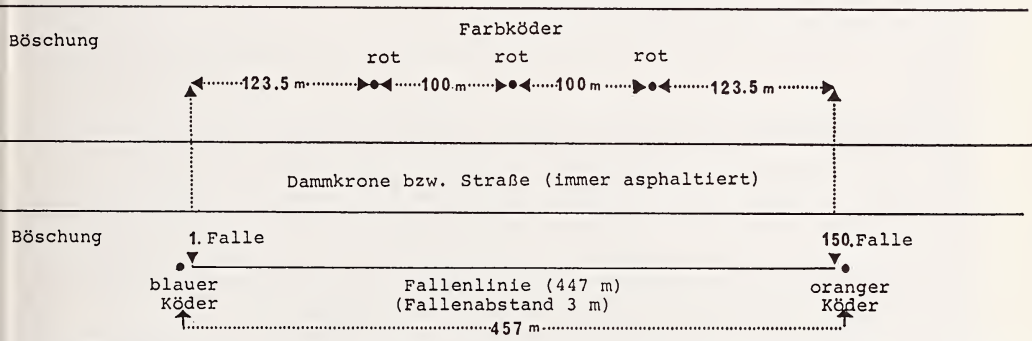 Böschung
Farbköder
rot rot rot
123.5 m 100 m 100 m 123.5 m
Dammkrone bzw. Straße (immer asphaltiert)
Böschung
1. Falle 150. Falle
blauer Köder
Fallenlinie (447 m)
(Fallenabstand 3 m)
oranger Köder
457 m